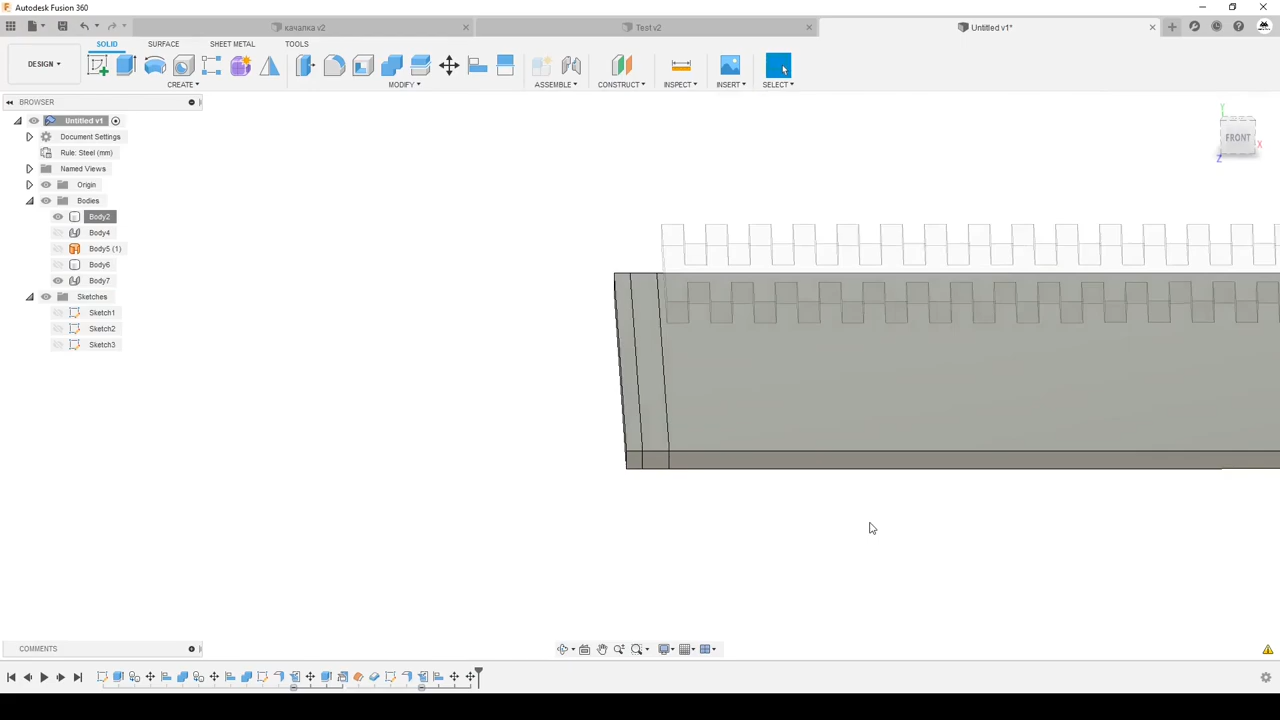 Autodesk Fusion 360
качалка v2
Test v2
Untitled v1*
DESIGN
SOLID
SURFACE
SHEET METAL
TOOLS
CREATE
MODIFY
ASSEMBLE
CONSTRUCT
INSPECT
INSERT
SELECT
BROWSER
Untitled v1
Document Settings
Rule: Steel (mm)
Named Views
Origin
Bodies
Body2
Body4
Body5 (1)
Body6
Body7
Sketches
Sketch1
Sketch2
Sketch3
Y
FRONT
X
Z
COMMENTS